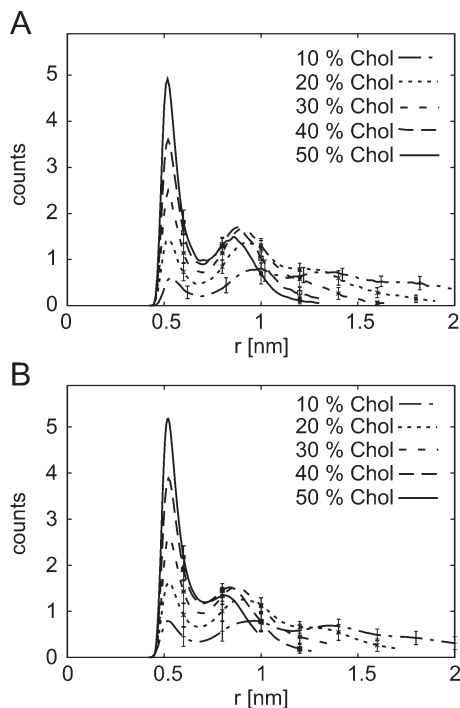 A
5
4
3
2
1
0
counts
10 % Chol
20 % Chol
30 % Chol
40 % Chol
50 % Chol
0 0.5 1 1.5 2
r [nm]
B
5
4
3
2
1
0
counts
10 % Chol
20 % Chol
30 % Chol
40 % Chol
50 % Chol
0 0.5 1 1.5 2
r [nm]